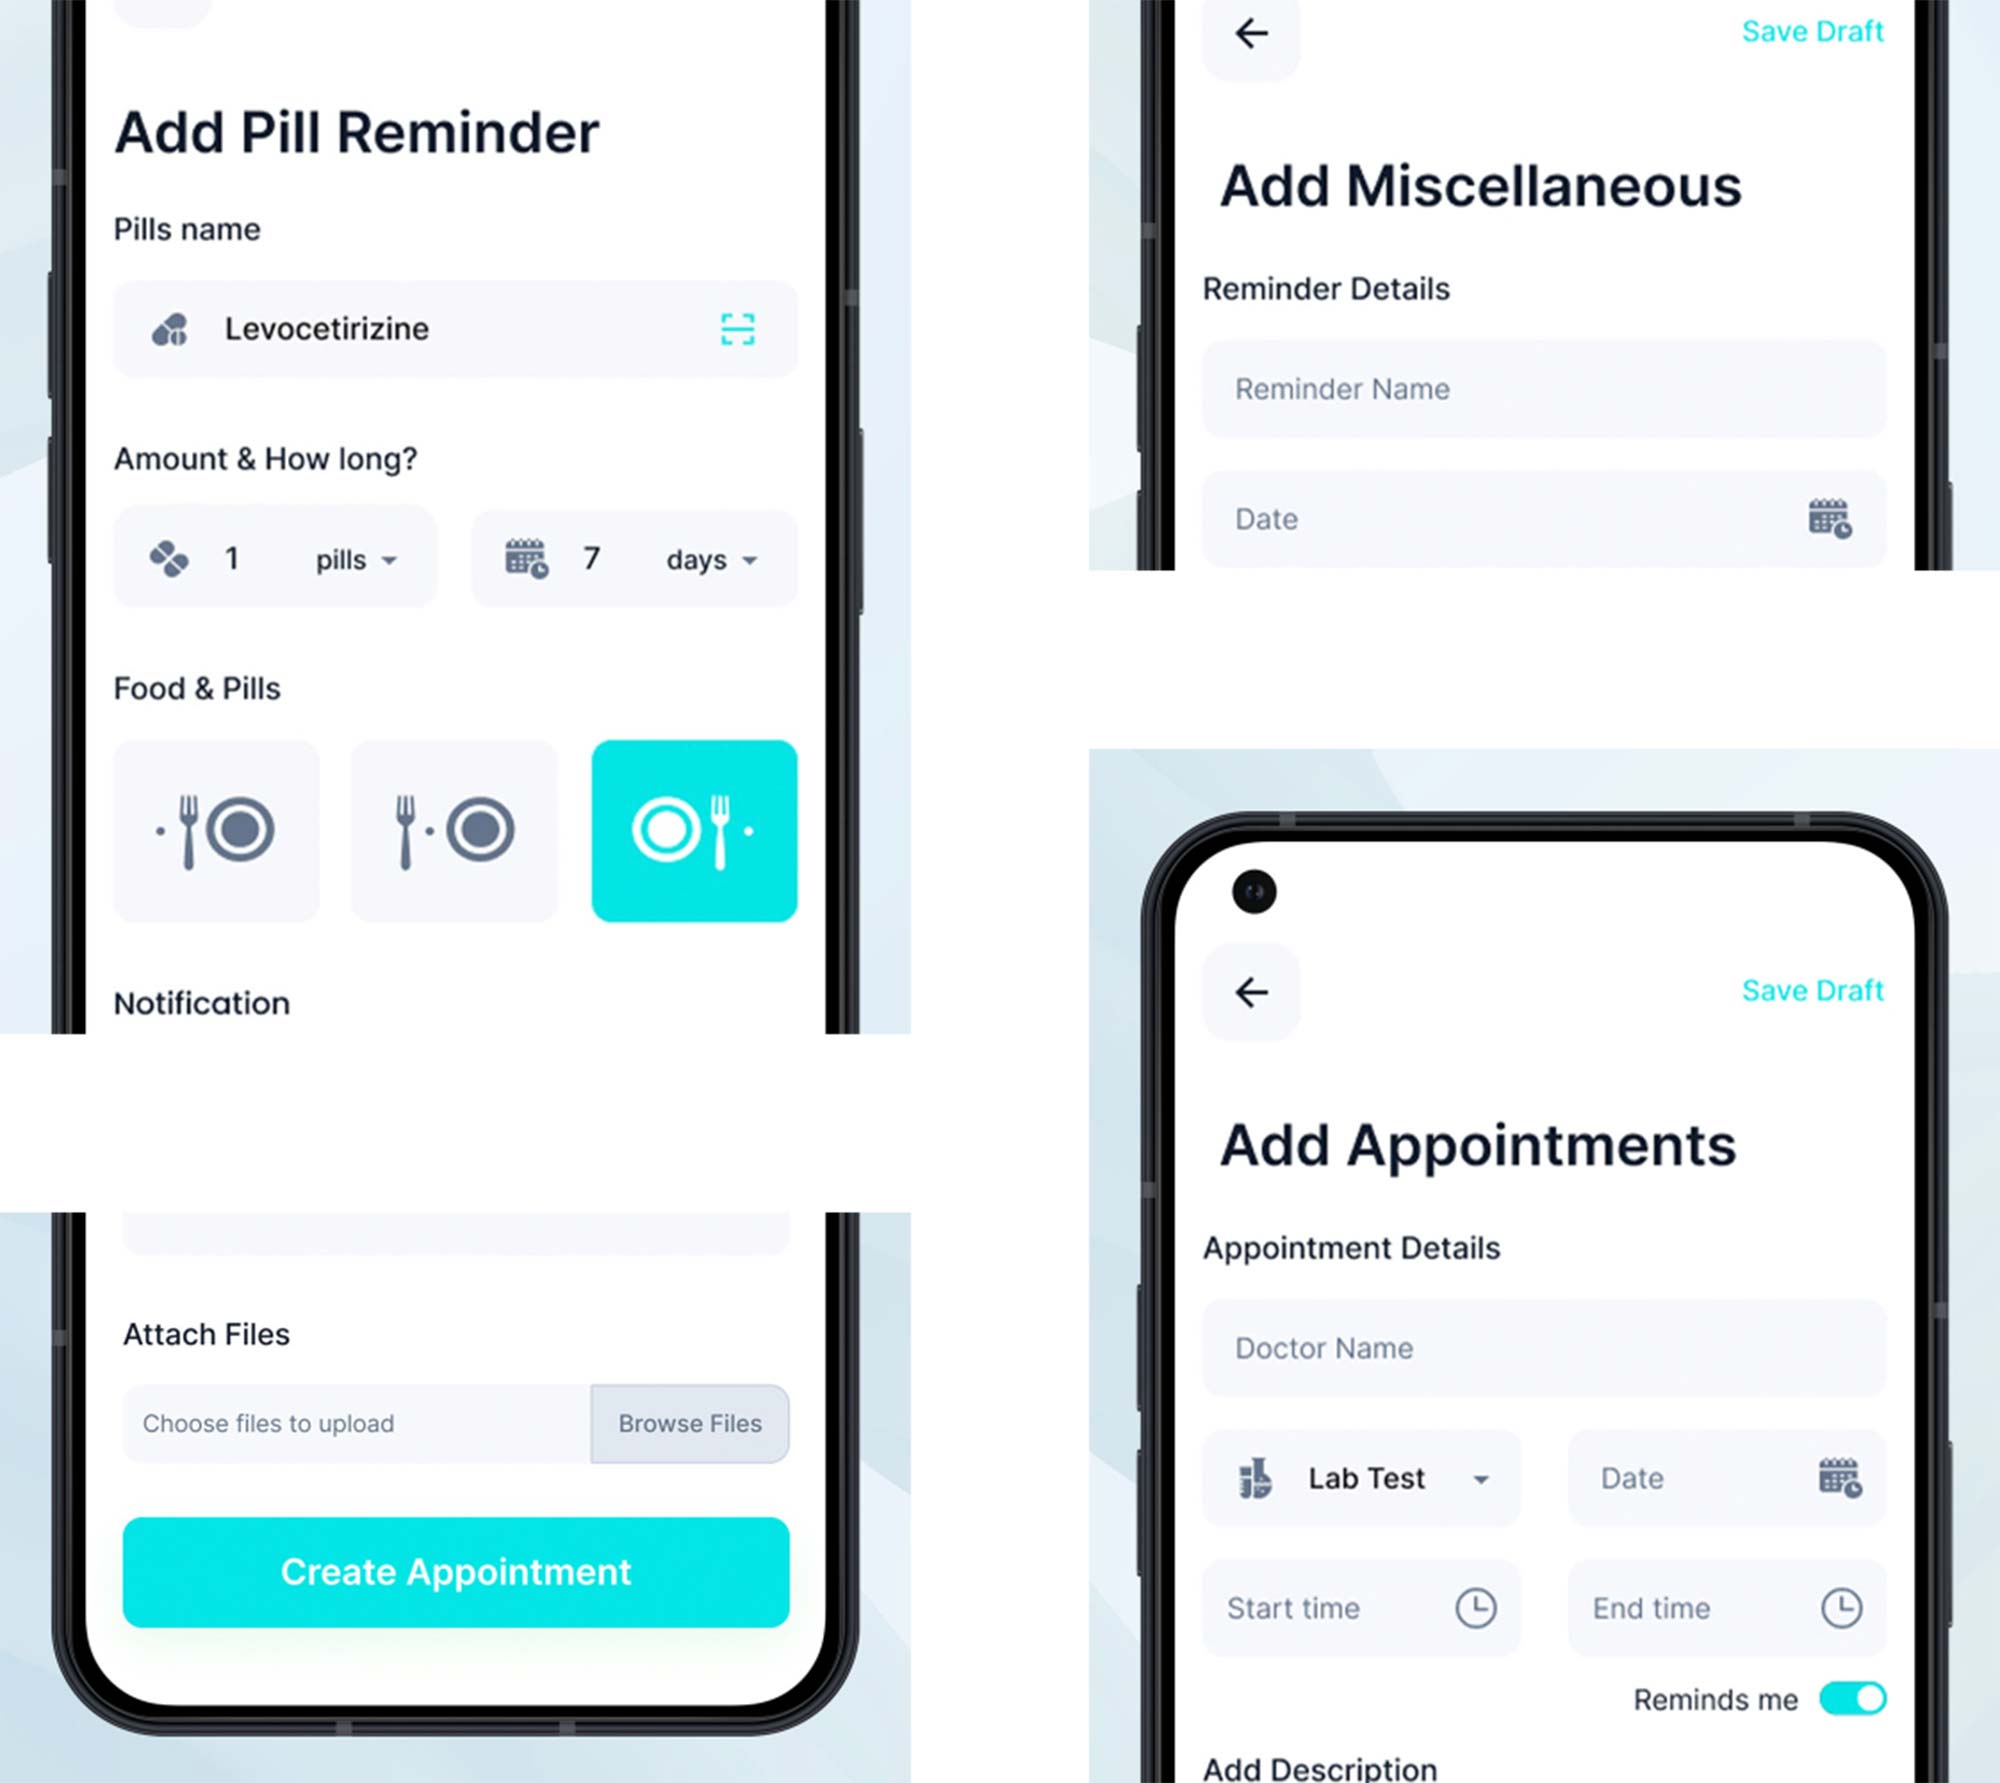 Add Pill Reminder
Pills name
Levocetirizine
Amount & How long?
1 pills 7 days
Food & Pills
Notification
Attach Files
Choose files to upload Browse Files
Create Appointment
Save Draft
Add Miscellaneous
Reminder Details
Reminder Name
Date
Save Draft
Add Appointments
Appointment Details
Doctor Name
Lab Test Date
Start time End time
Reminds me
Add Description